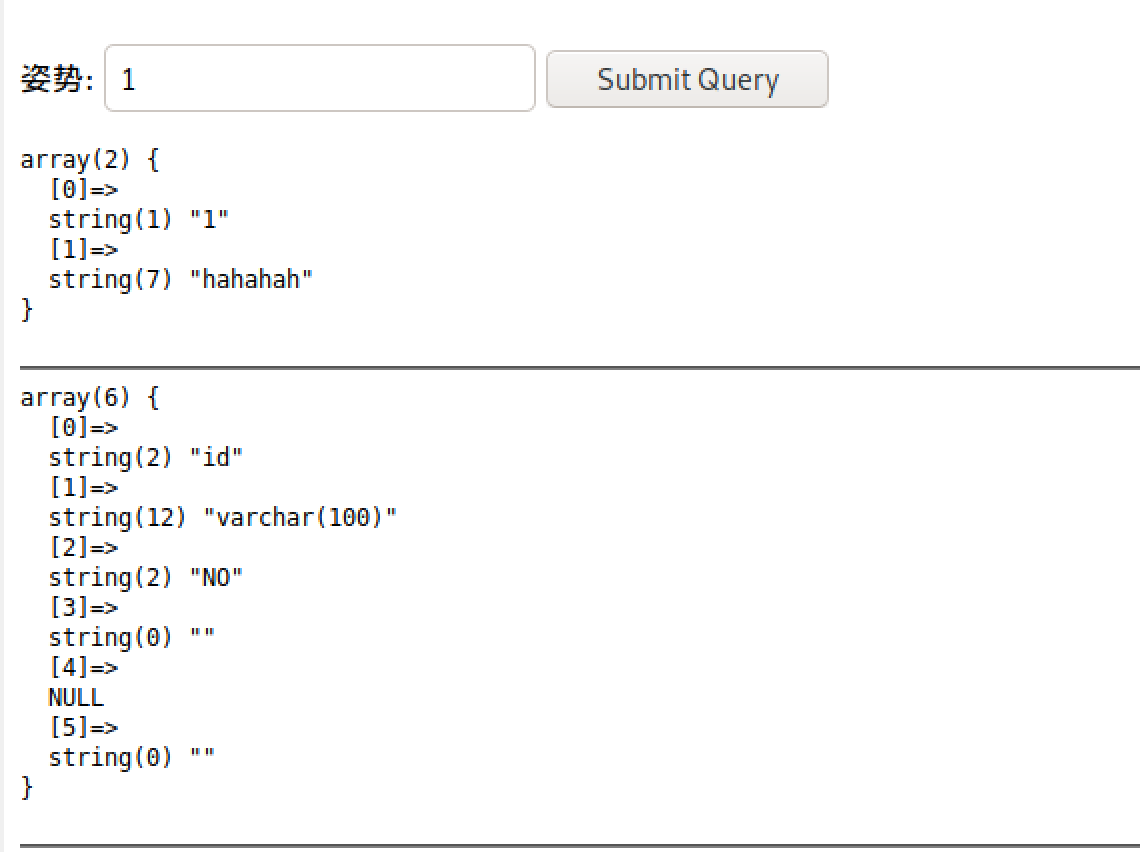 姿势: 1 Submit Query
array(2) {
  [0]=>
  string(1) "1"
  [1]=>
  string(7) "hahahah"
}
array(6) {
  [0]=>
  string(2) "id"
  [1]=>
  string(12) "varchar(100)"
  [2]=>
  string(2) "NO"
  [3]=>
  string(0) ""
  [4]=>
  NULL
  [5]=>
  string(0) ""
}